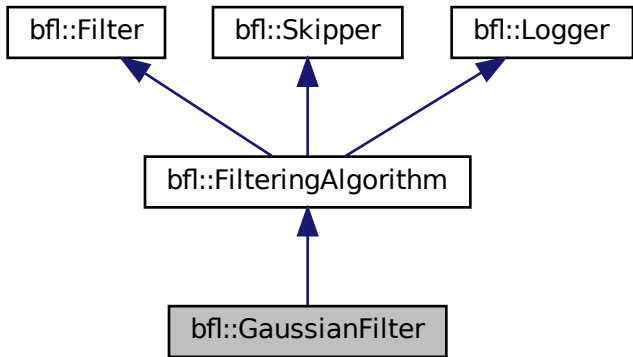 bfl::Filter
bfl::Skipper
bfl::Logger
bfl::FilteringAlgorithm
bfl::GaussianFilter